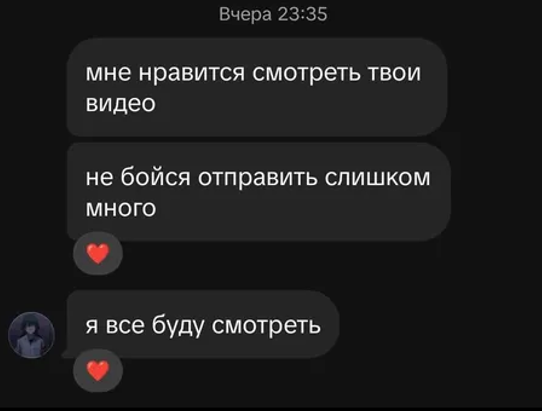 Вчера 23:35
мне нравится смотреть твои
видео
не бойся отправить слишком
много
я все буду смотреть